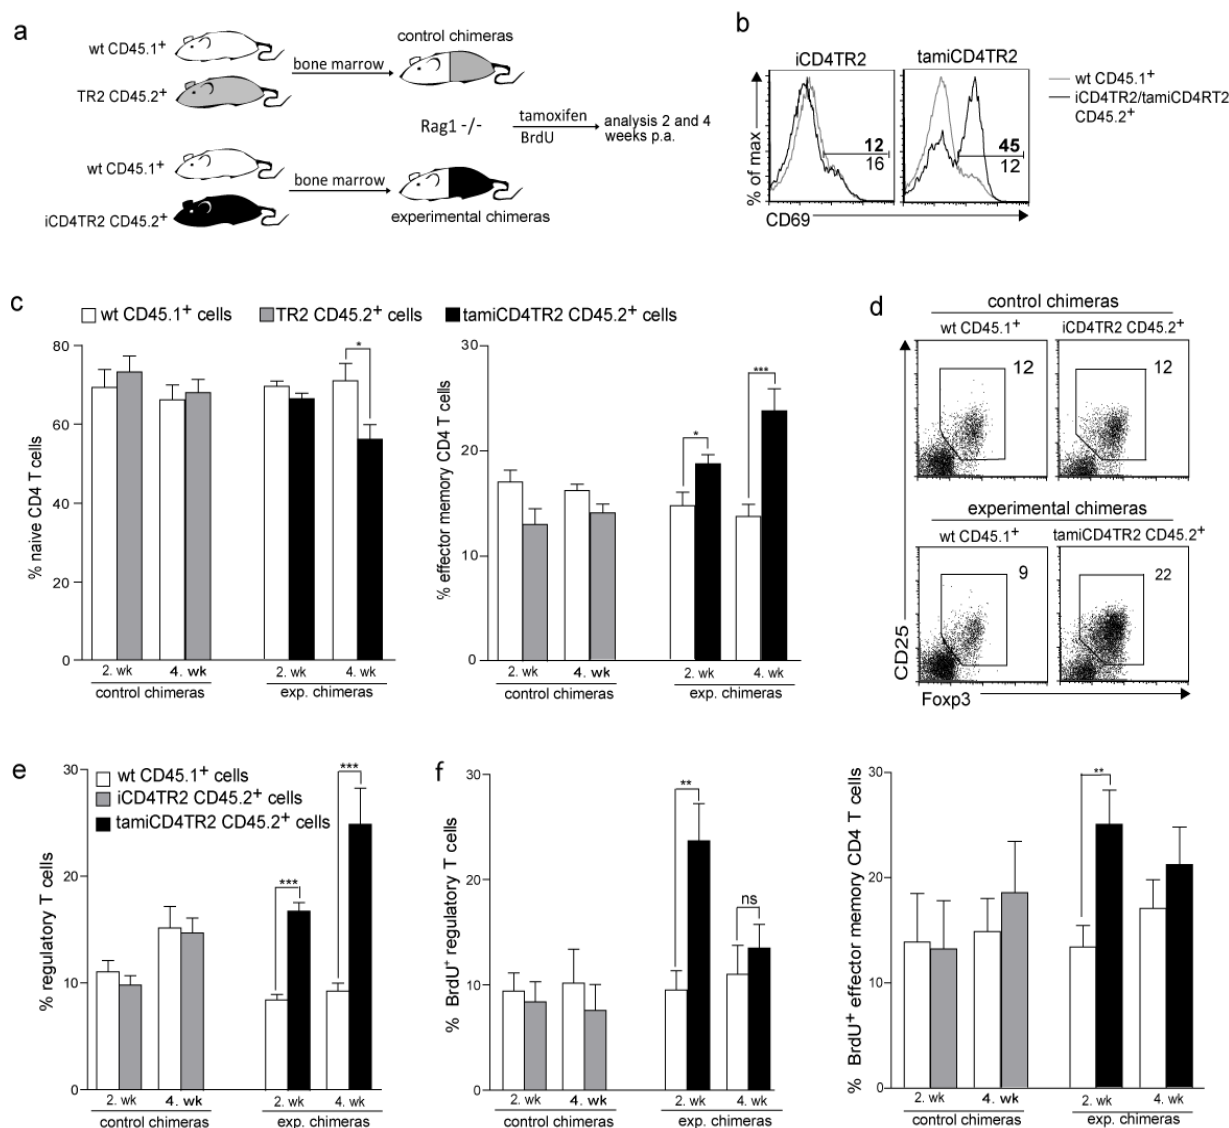 a
wt CD45.1+
TR2 CD45.2+
bone marrow
control chimeras
Rag1 -/-
tamoxifen
BrdU
analysis 2 and 4
weeks p.a.
wt CD45.1+
iCD4TR2 CD45.2+
bone marrow
experimental chimeras
b
iCD4TR2
tamiCD4TR2
% of max
12
16
45
12
CD69
wt CD45.1+
iCD4TR2/tamiCD4RT2
CD45.2+
c
wt CD45.1+ cells
TR2 CD45.2+ cells
tamiCD4TR2 CD45.2+ cells
% naive CD4 T cells
80
60
40
20
0
*
2. wk
4. wk
2. wk
4. wk
control chimeras
exp. chimeras
% effector memory CD4 T cells
30
20
10
0
*
***
2. wk
4. wk
2. wk
4. wk
control chimeras
exp. chimeras
d
control chimeras
wt CD45.1+
iCD4TR2 CD45.2+
12
12
experimental chimeras
wt CD45.1+
tamiCD4TR2 CD45.2+
9
22
CD25
Foxp3
e
wt CD45.1+ cells
iCD4TR2 CD45.2+ cells
tamiCD4TR2 CD45.2+ cells
% regulatory T cells
30
20
10
0
***
***
2. wk
4. wk
2. wk
4. wk
control chimeras
exp. chimeras
f
% BrdU+ regulatory T cells
30
20
10
0
**
ns
2. wk
4. wk
2. wk
4. wk
control chimeras
exp. chimeras
% BrdU+ effector memory CD4 T cells
30
20
10
0
**
2. wk
4. wk
2. wk
4. wk
control chimeras
exp. chimeras